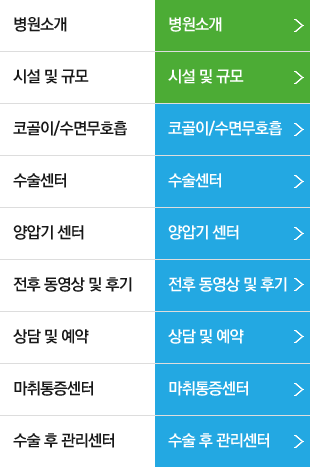 병원소개 병원소개
시설 및 규모 시설 및 규모
코골이/수면무호흡 코골이/수면무호흡
수술센터 수술센터
양압기 센터 양압기 센터
전후 동영상 및 후기 전후 동영상 및 후기
상담 및 예약 상담 및 예약
마취통증센터 마취통증센터
수술 후 관리센터 수술 후 관리센터